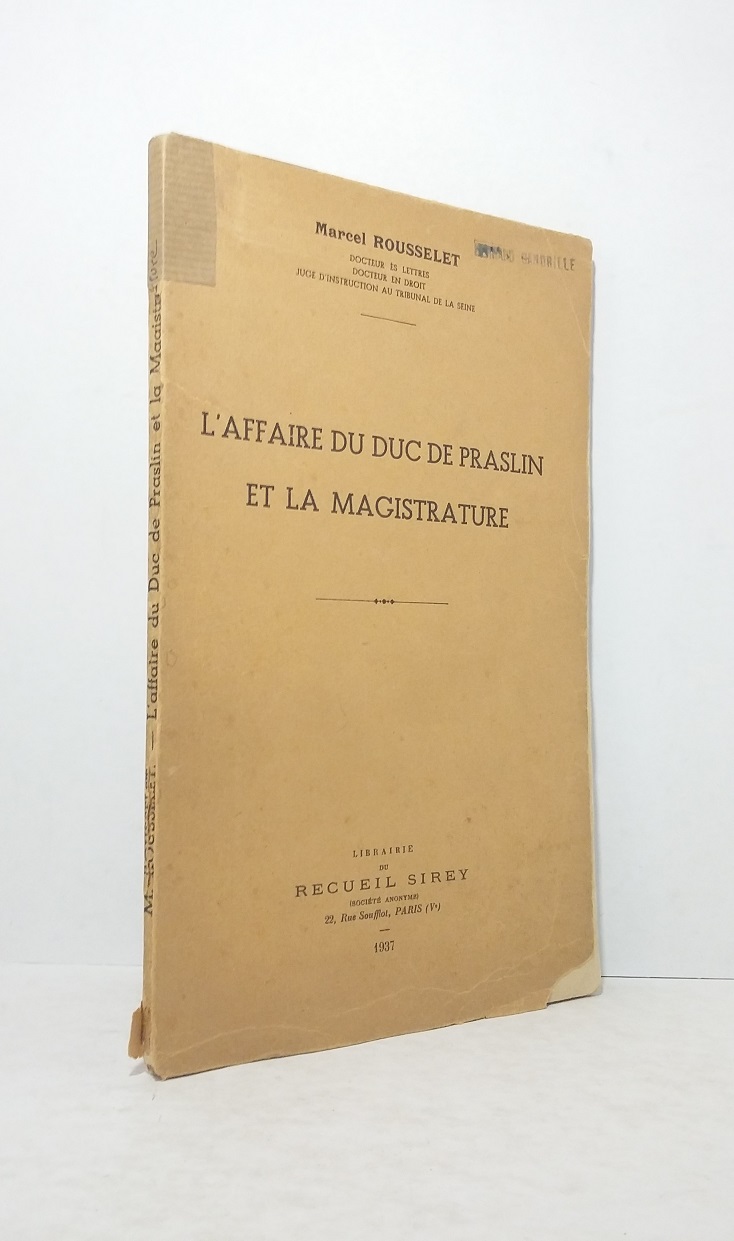 Marcel ROUSSELET
DOCTEUR ÈS LETTRES
DOCTEUR EN DROIT
JUGE D'INSTRUCTION AU TRIBUNAL DE LA SEINE
L'AFFAIRE DU DUC DE PRASLIN
ET LA MAGISTRATURE
LIBRAIRIE
DU
RECUEIL SIREY
(SOCIÉTÉ ANONYME)
22, Rue Soufflot, PARIS (Ve)
1937
M. ROUSSELET. — L'affaire du Duc de Praslin et la Magistrature